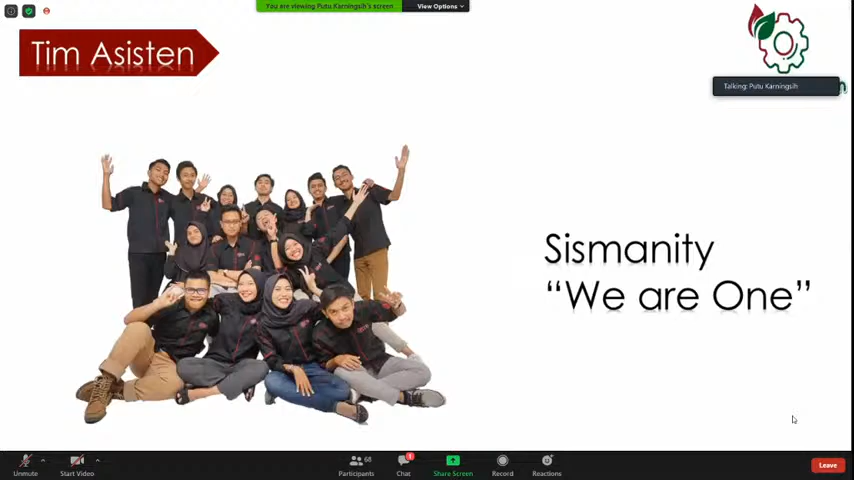 You are viewing Putu Karningsih's screen
View Options
Tim Asisten
Talking: Putu Karningsih
Sismanity
“We are One”
Unmute
Start Video
Participants
68
Chat
1
Share Screen
Record
Reactions
Leave